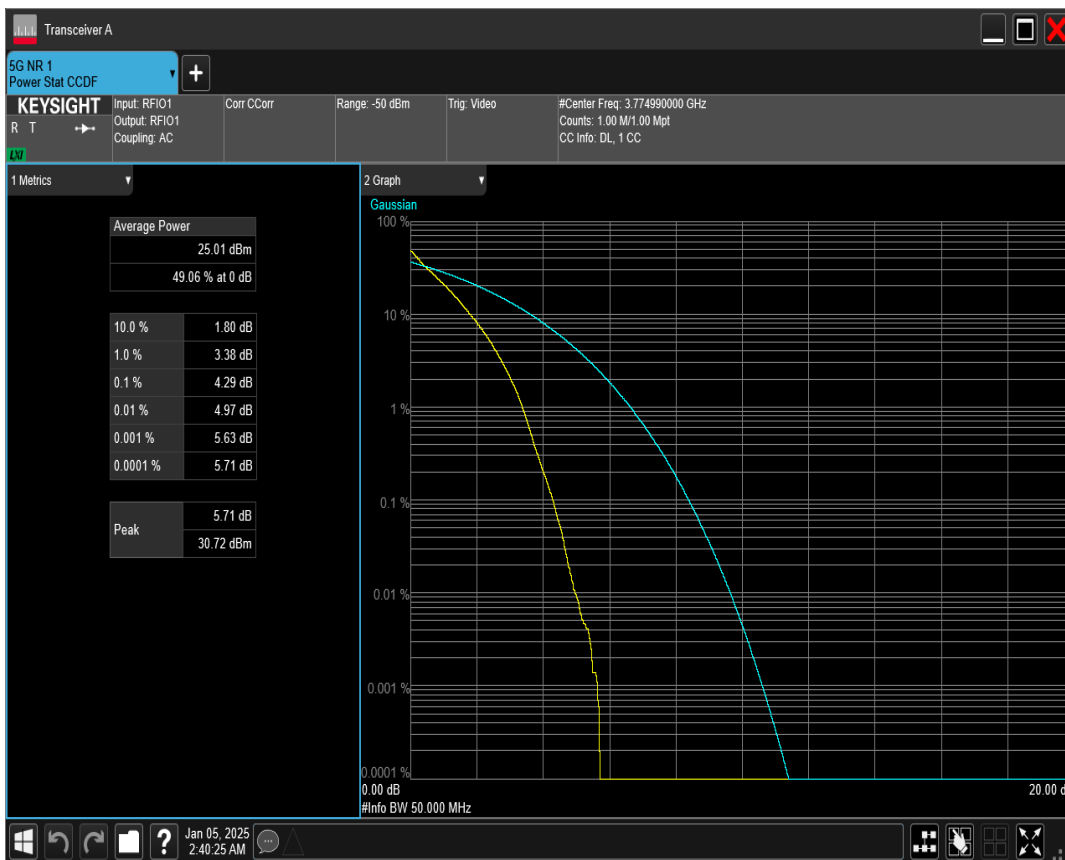 Transceiver A
5G NR 1
Power Stat CCDF
KEYSIGHT
R T
LXI
Input: RFIO1
Output: RFIO1
Coupling: AC
Corr CCorr
Range: -50 dBm
Trig: Video
#Center Freq: 3.774990000 GHz
Counts: 1.00 M/1.00 Mpt
CC Info: DL, 1 CC
1 Metrics
Average Power
25.01 dBm
49.06 % at 0 dB
10.0 % 1.80 dB
1.0 % 3.38 dB
0.1 % 4.29 dB
0.01 % 4.97 dB
0.001 % 5.63 dB
0.0001 % 5.71 dB
Peak
5.71 dB
30.72 dBm
2 Graph
Gaussian
100 %
10 %
1 %
0.1 %
0.01 %
0.001 %
0.0001 %
0.00 dB 20.00 d
#Info BW 50.000 MHz
? Jan 05, 2025
2:40:25 AM